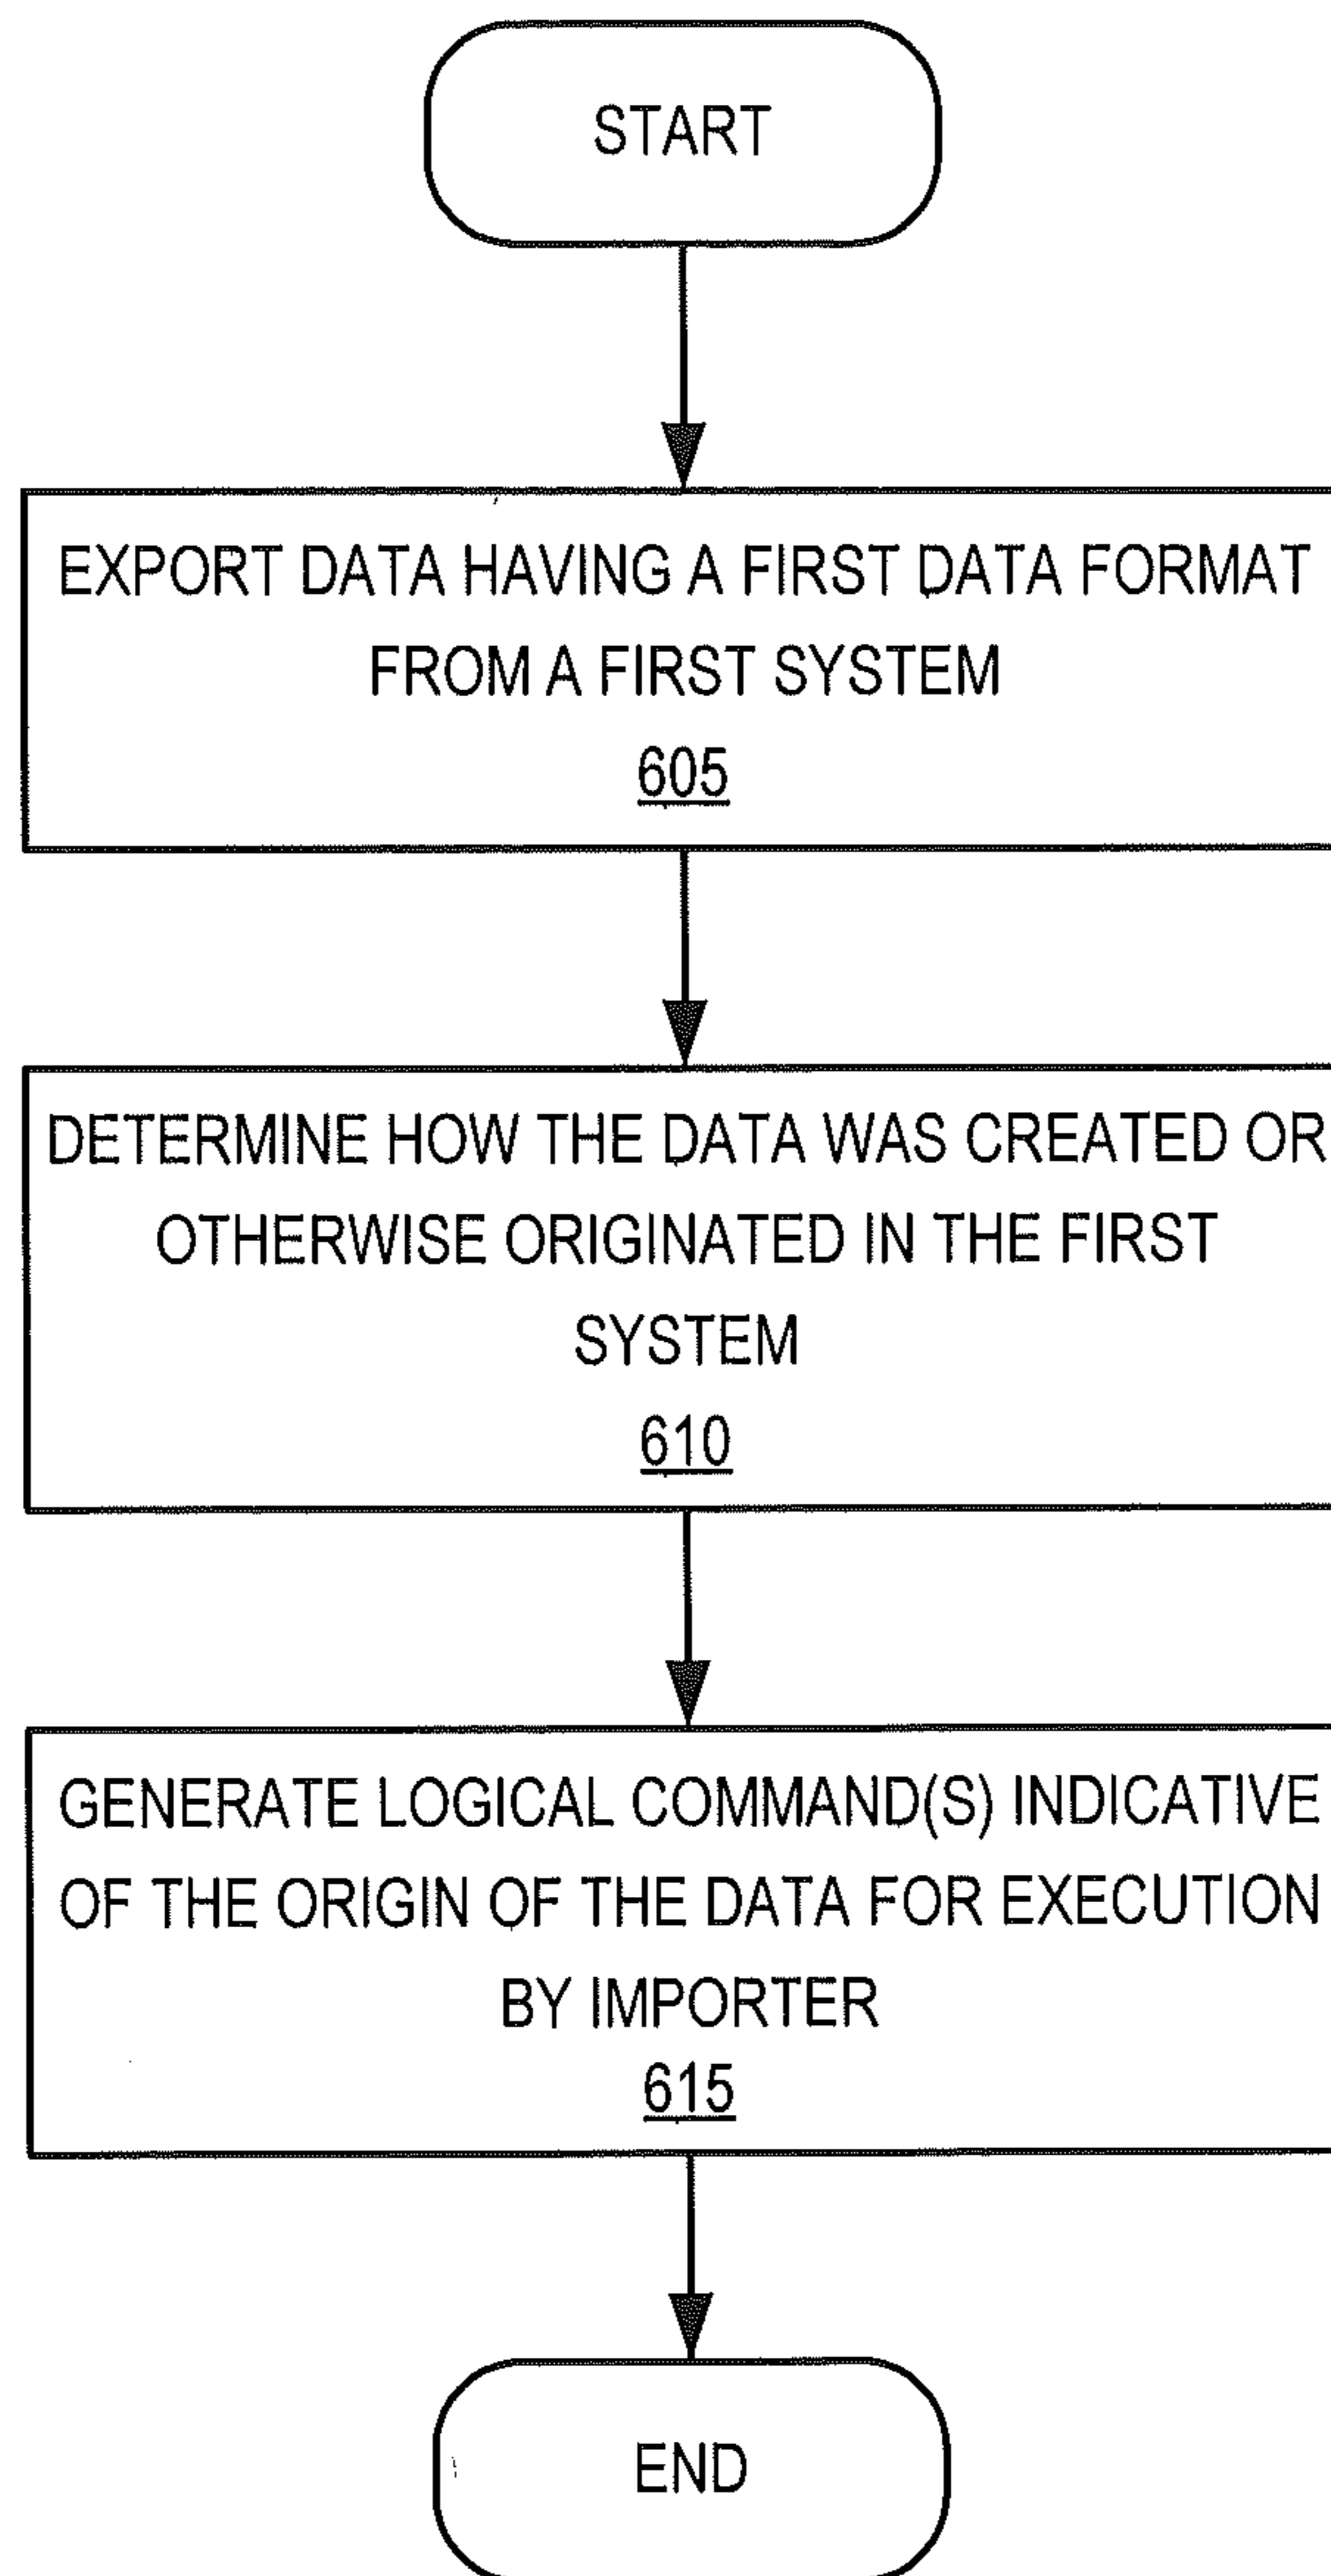 START
EXPORT DATA HAVING A FIRST DATA FORMAT
FROM A FIRST SYSTEM
605
DETERMINE HOW THE DATA WAS CREATED OR
OTHERWISE ORIGINATED IN THE FIRST
SYSTEM
610
GENERATE LOGICAL COMMAND(S) INDICATIVE
OF THE ORIGIN OF THE DATA FOR EXECUTION
BY IMPORTER
615
END